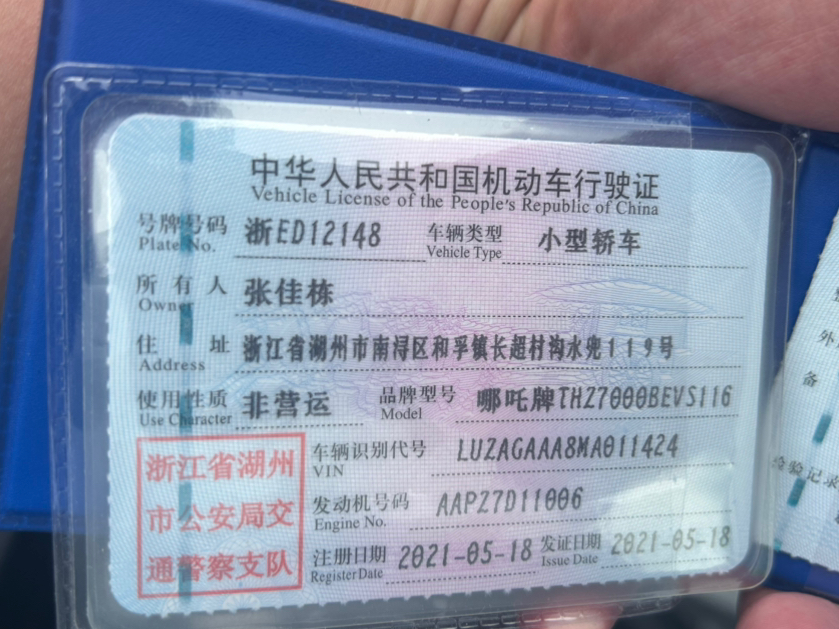 中华人民共和国机动车行驶证
Vehicle License of the People's Republic of China
号牌号码 浙ED12148 车辆类型 小型轿车
Plate No. Vehicle Type
所有人 张佳栋
Owner
住址 浙江省湖州市南浔区和孚镇长超村沟水兜119号
Address
使用性质 非营运 品牌型号 哪吒牌THZ7000BEVS116
Use Character Model
浙江省湖州
市公安局交
通警察支队
车辆识别代号 LUZAGAAA8MA011424
VIN
发动机号码 AAPZ7D11006
Engine No.
注册日期 2021-05-18 发证日期 2021-05-18
Register Date Issue Date
外
备
检验记录